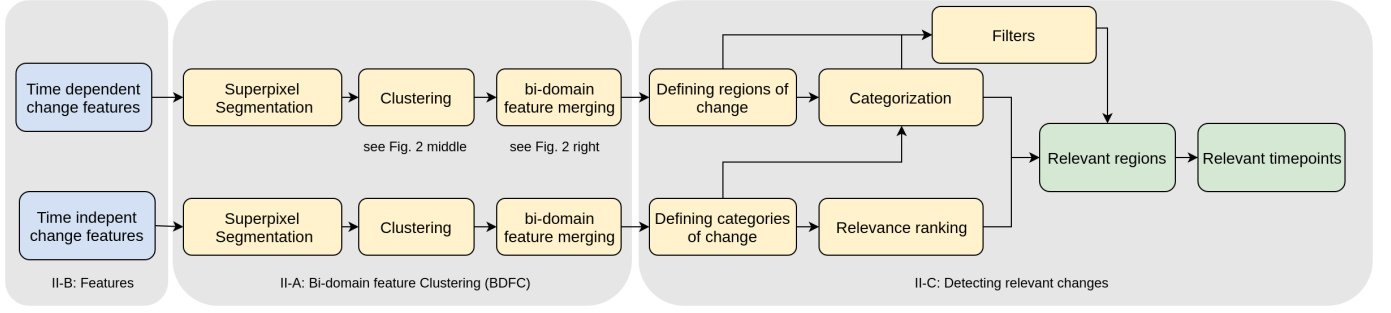 Time dependent
change features
Superpixel
Segmentation
Clustering
bi-domain
feature merging
Defining regions of
change
Categorization
Filters
see Fig. 2 middle
see Fig. 2 right
Relevant regions
Relevant timepoints
Time indepent
change features
Superpixel
Segmentation
Clustering
bi-domain
feature merging
Defining categories
of change
Relevance ranking
II-B: Features
II-A: Bi-domain feature Clustering (BDFC)
II-C: Detecting relevant changes